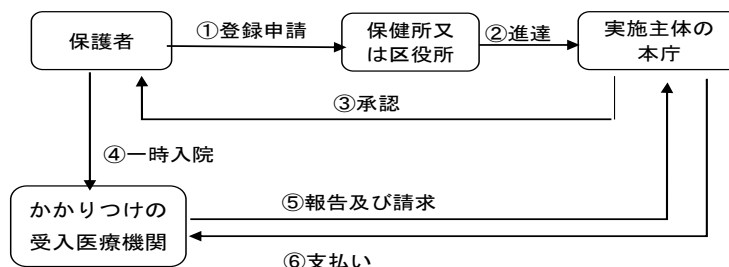 保護者
①登録申請
保健所又
は区役所
②進達
実施主体の
本庁
③承認
④一時入院
かかりつけの
受入医療機関
⑤報告及び請求
⑥支払い